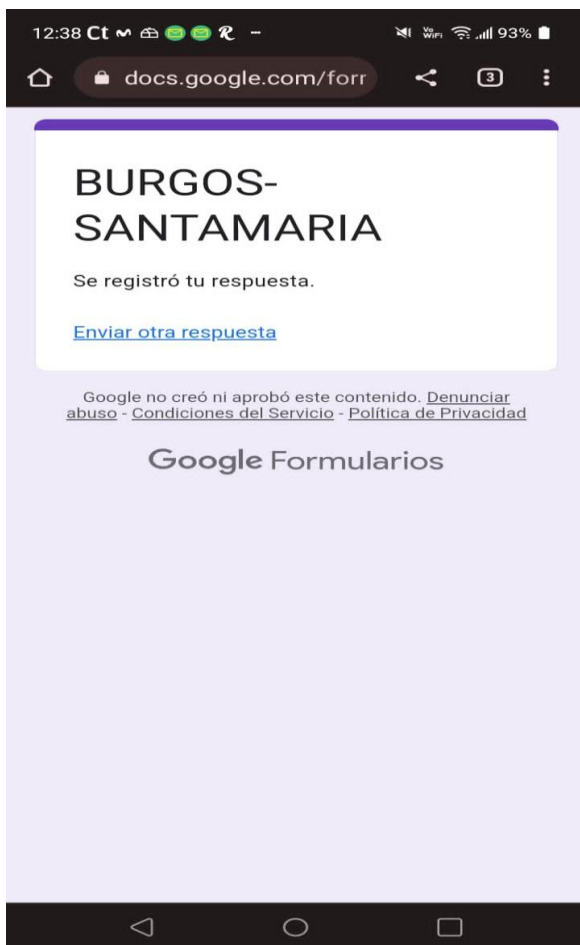 12:38 Ct 93%
docs.google.com/forr 3
BURGOS-
SANTAMARIA
Se registró tu respuesta.
Enviar otra respuesta
Google no creó ni aprobó este contenido. Denunciar
abuso - Condiciones del Servicio - Política de Privacidad
Google Formularios